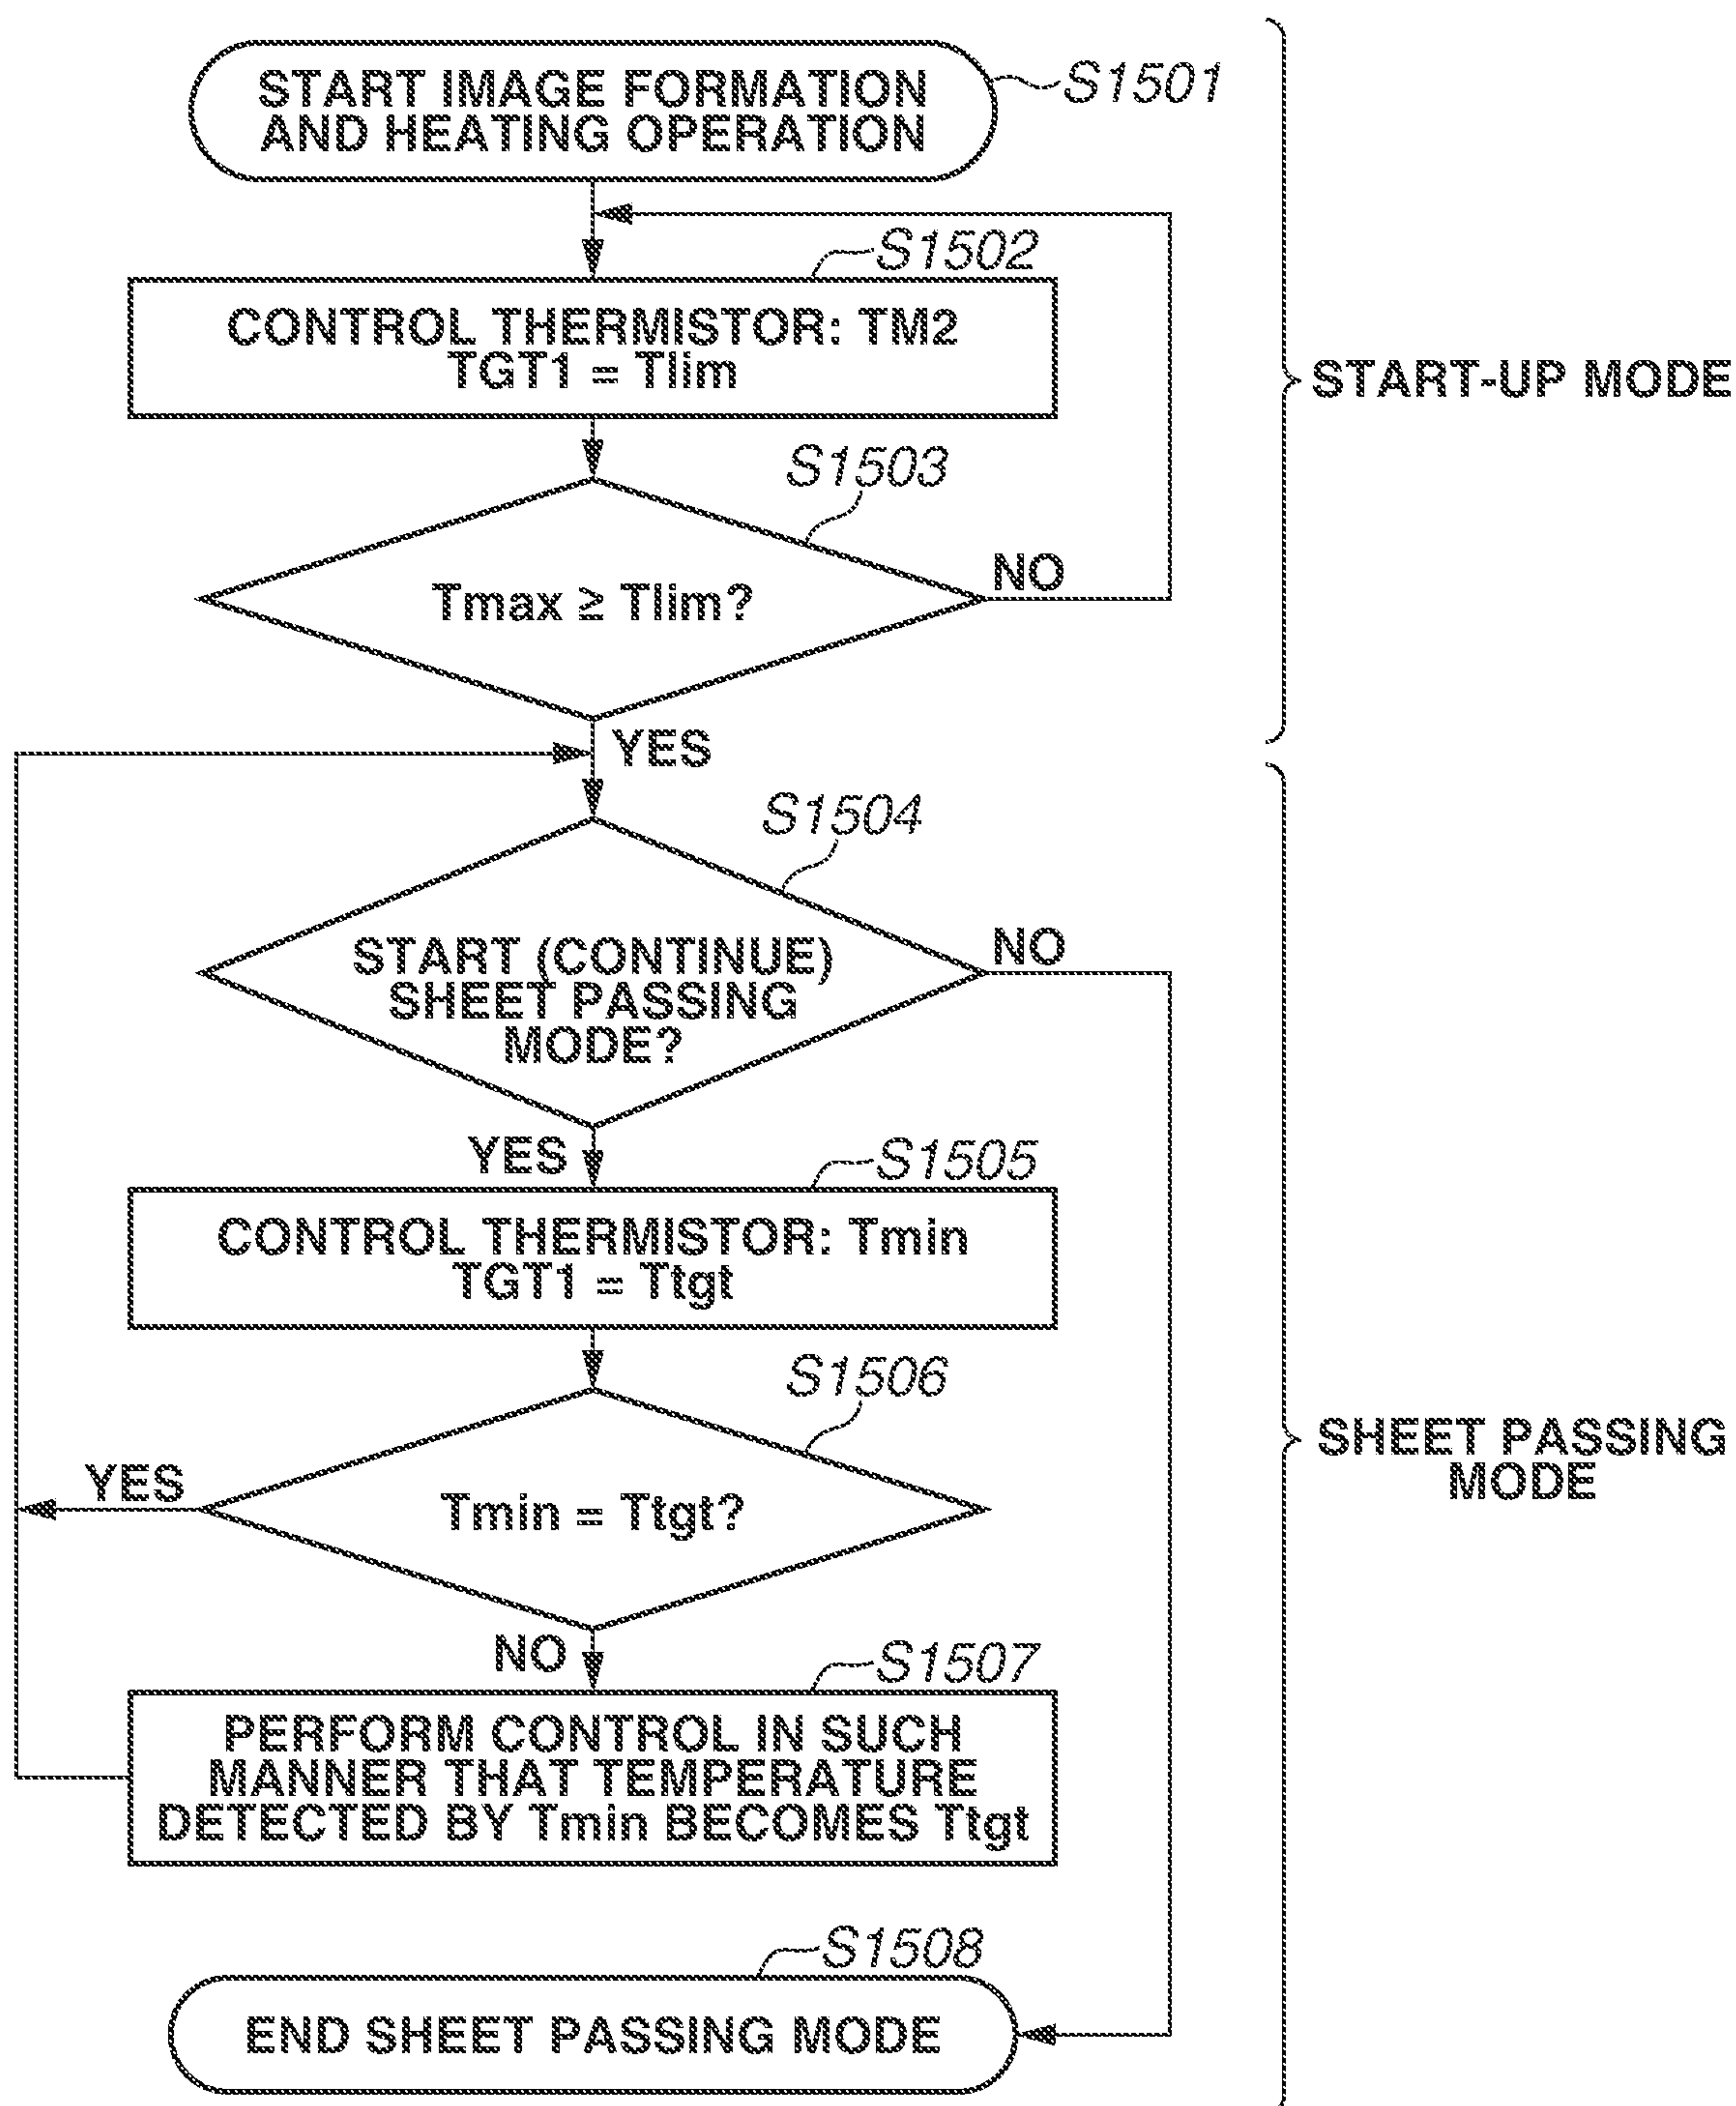 START IMAGE FORMATION
AND HEATING OPERATION
S1501
S1502
CONTROL THERMISTOR: TM2
TGT1 = Tlim
START-UP MODE
S1503
Tmax ≥ Tlim?
NO
YES
S1504
START (CONTINUE)
SHEET PASSING
MODE?
NO
YES
S1505
CONTROL THERMISTOR: Tmin
TGT1 = Ttgt
S1506
Tmin = Ttgt?
YES
SHEET PASSING
MODE
NO
S1507
PERFORM CONTROL IN SUCH
MANNER THAT TEMPERATURE
DETECTED BY Tmin BECOMES Ttgt
S1508
END SHEET PASSING MODE